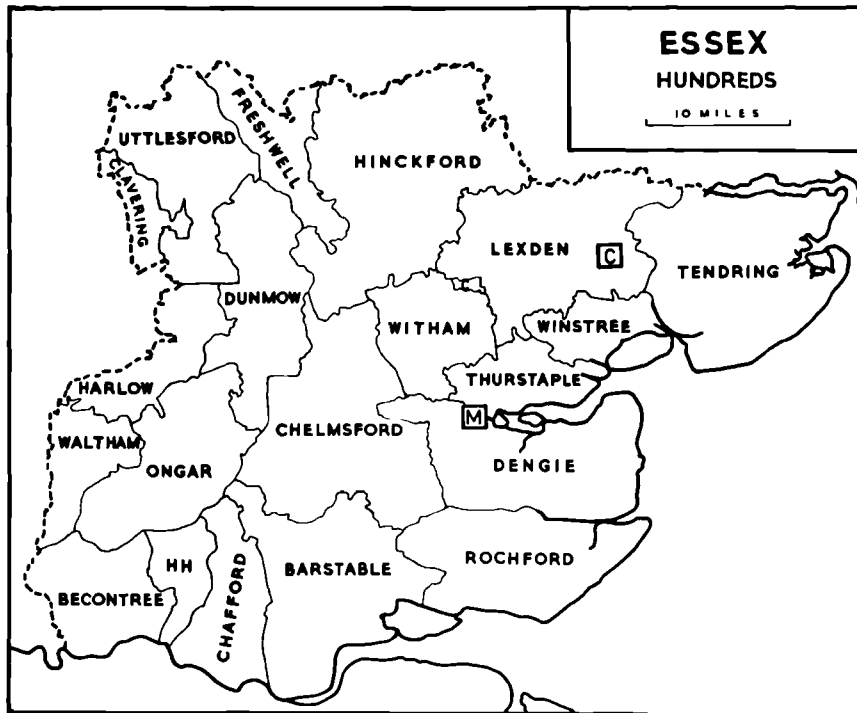 ESSEX
HUNDREDS
10 MILES
UTTLESFORD
FRESHWELL
CLAVERING
HINCKFORD
LEXDEN
C
TENDRING
DUNMOW
WITHAM
WINSTREE
HARLOW
THURSTAPLE
WALTHAM
CHELMSFORD
M
ONGAR
DENGIE
HH
CHAFFORD
BARSTABLE
ROCHFORD
BECONTREE